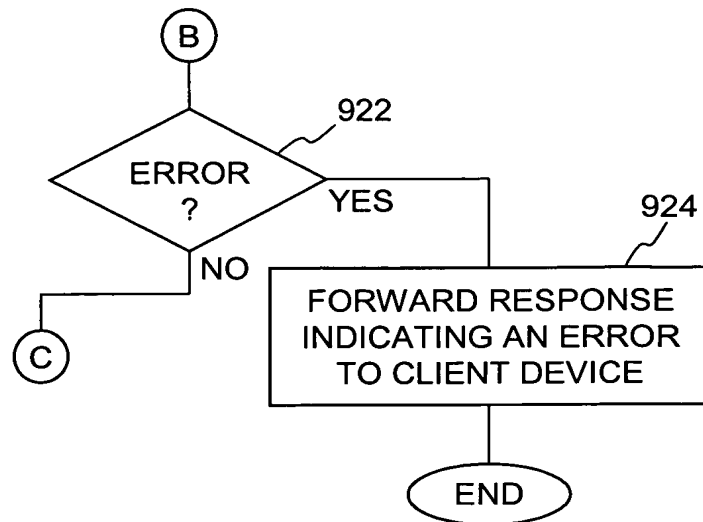 B
922
ERROR
?
YES
924
NO
FORWARD RESPONSE
INDICATING AN ERROR
TO CLIENT DEVICE
C
END